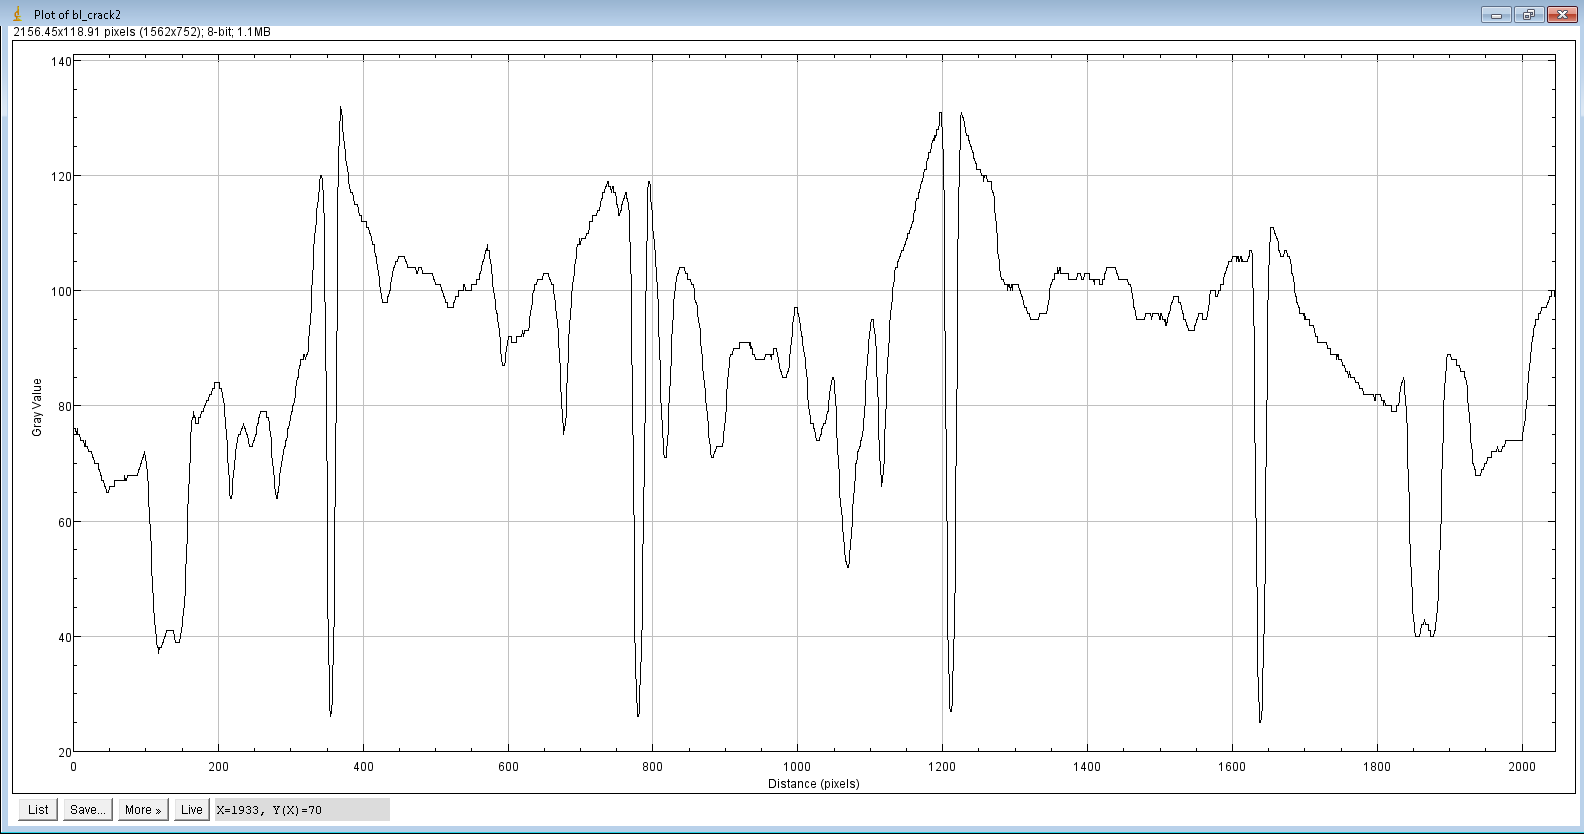 Plot of bl_crack2
2156.45x118.91 pixels (1562x752); 8-bit; 1.1MB
140
120
100
80
60
40
20
Gray Value
0 200 400 600 800 1000 1200 1400 1600 1800 2000
Distance (pixels)
List Save... More » Live X=1933, Y(X)=70